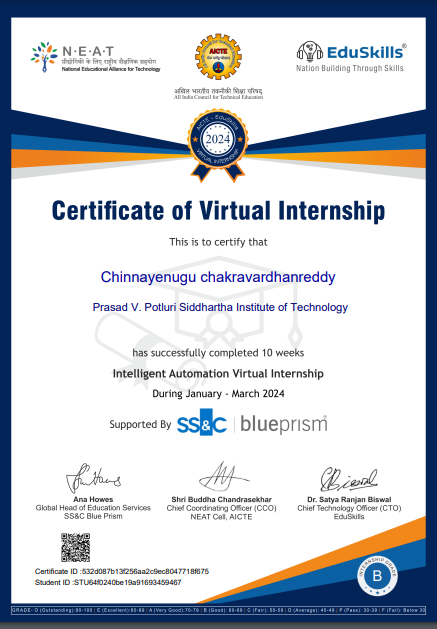 N·E·A·T
प्रौद्योगिकी के लिए राष्ट्रीय शैक्षणिक सहयोग
National Educational Alliance for Technology
AICTE
अखिल भारतीय तकनीकी शिक्षा परिषद्
All India Council for Technical Education
EduSkills®
Nation Building Through Skills
AICTE - EduSkills
2024
VIRTUAL INTERNSHIP
Certificate of Virtual Internship
This is to certify that
Chinnayenugu chakravardhanreddy
Prasad V. Potluri Siddhartha Institute of Technology
has successfully completed 10 weeks
Intelligent Automation Virtual Internship
During January - March 2024
Supported By SS&C | blueprism®
Ana Howes
Global Head of Education Services
SS&C Blue Prism
Shri Buddha Chandrasekhar
Chief Coordinating Officer (CCO)
NEAT Cell, AICTE
Dr. Satya Ranjan Biswal
Chief Technology Officer (CTO)
EduSkills
Certificate ID :532d087b13f256aa2c9ec8047718f675
Student ID :STU64f0240be19a91693459467
INTERNSHIP GRADE
B
GRADE- O (Outstanding): 90-100 | E (Excellent): 80-89 | A (Very Good): 70-79 | B (Good): 60-69 | C (Fair): 50-59 | D (Average): 40-49 | P (Pass): 30-39 | F (Fail): Below 30